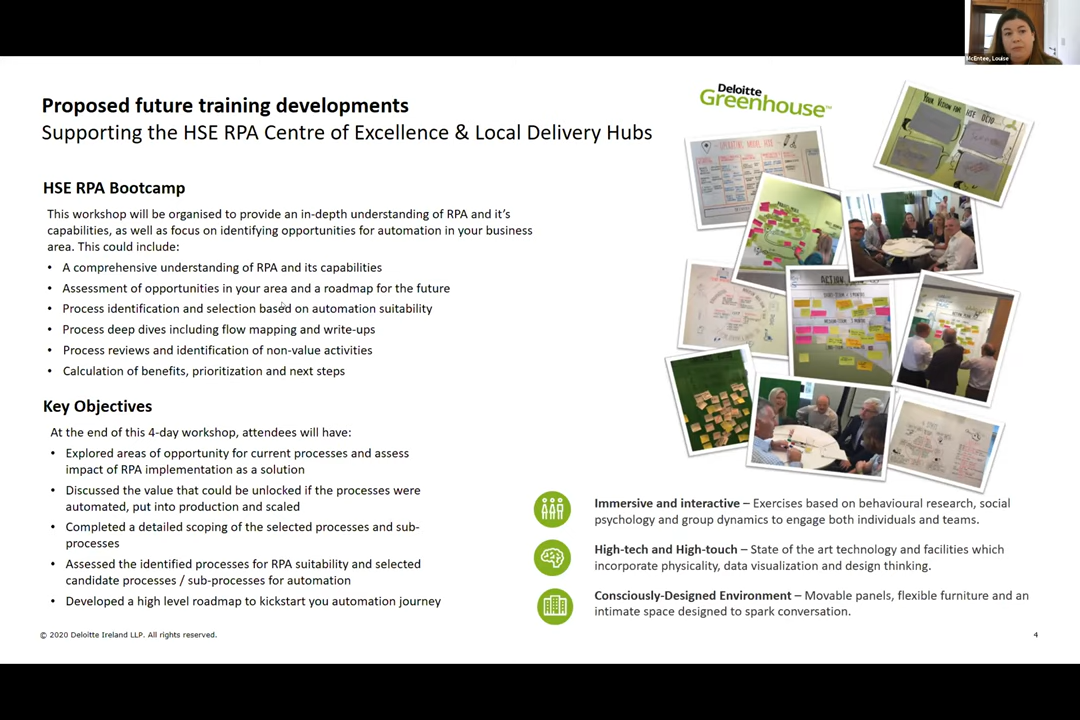 McEntee, Louise
Proposed future training developments
Supporting the HSE RPA Centre of Excellence & Local Delivery Hubs
Deloitte
Greenhouse™
HSE RPA Bootcamp
This workshop will be organised to provide an in-depth understanding of RPA and it's
capabilities, as well as focus on identifying opportunities for automation in your business
area. This could include:
• A comprehensive understanding of RPA and its capabilities
• Assessment of opportunities in your area and a roadmap for the future
• Process identification and selection based on automation suitability
• Process deep dives including flow mapping and write-ups
• Process reviews and identification of non-value activities
• Calculation of benefits, prioritization and next steps
Key Objectives
At the end of this 4-day workshop, attendees will have:
• Explored areas of opportunity for current processes and assess
impact of RPA implementation as a solution
• Discussed the value that could be unlocked if the processes were
automated, put into production and scaled
• Completed a detailed scoping of the selected processes and sub-
processes
• Assessed the identified processes for RPA suitability and selected
candidate processes / sub-processes for automation
• Developed a high level roadmap to kickstart you automation journey
YOUR VISION FOR HSE OCIO
Immersive and interactive – Exercises based on behavioural research, social
psychology and group dynamics to engage both individuals and teams.
High-tech and High-touch – State of the art technology and facilities which
incorporate physicality, data visualization and design thinking.
Consciously-Designed Environment – Movable panels, flexible furniture and an
intimate space designed to spark conversation.
© 2020 Deloitte Ireland LLP. All rights reserved.
4